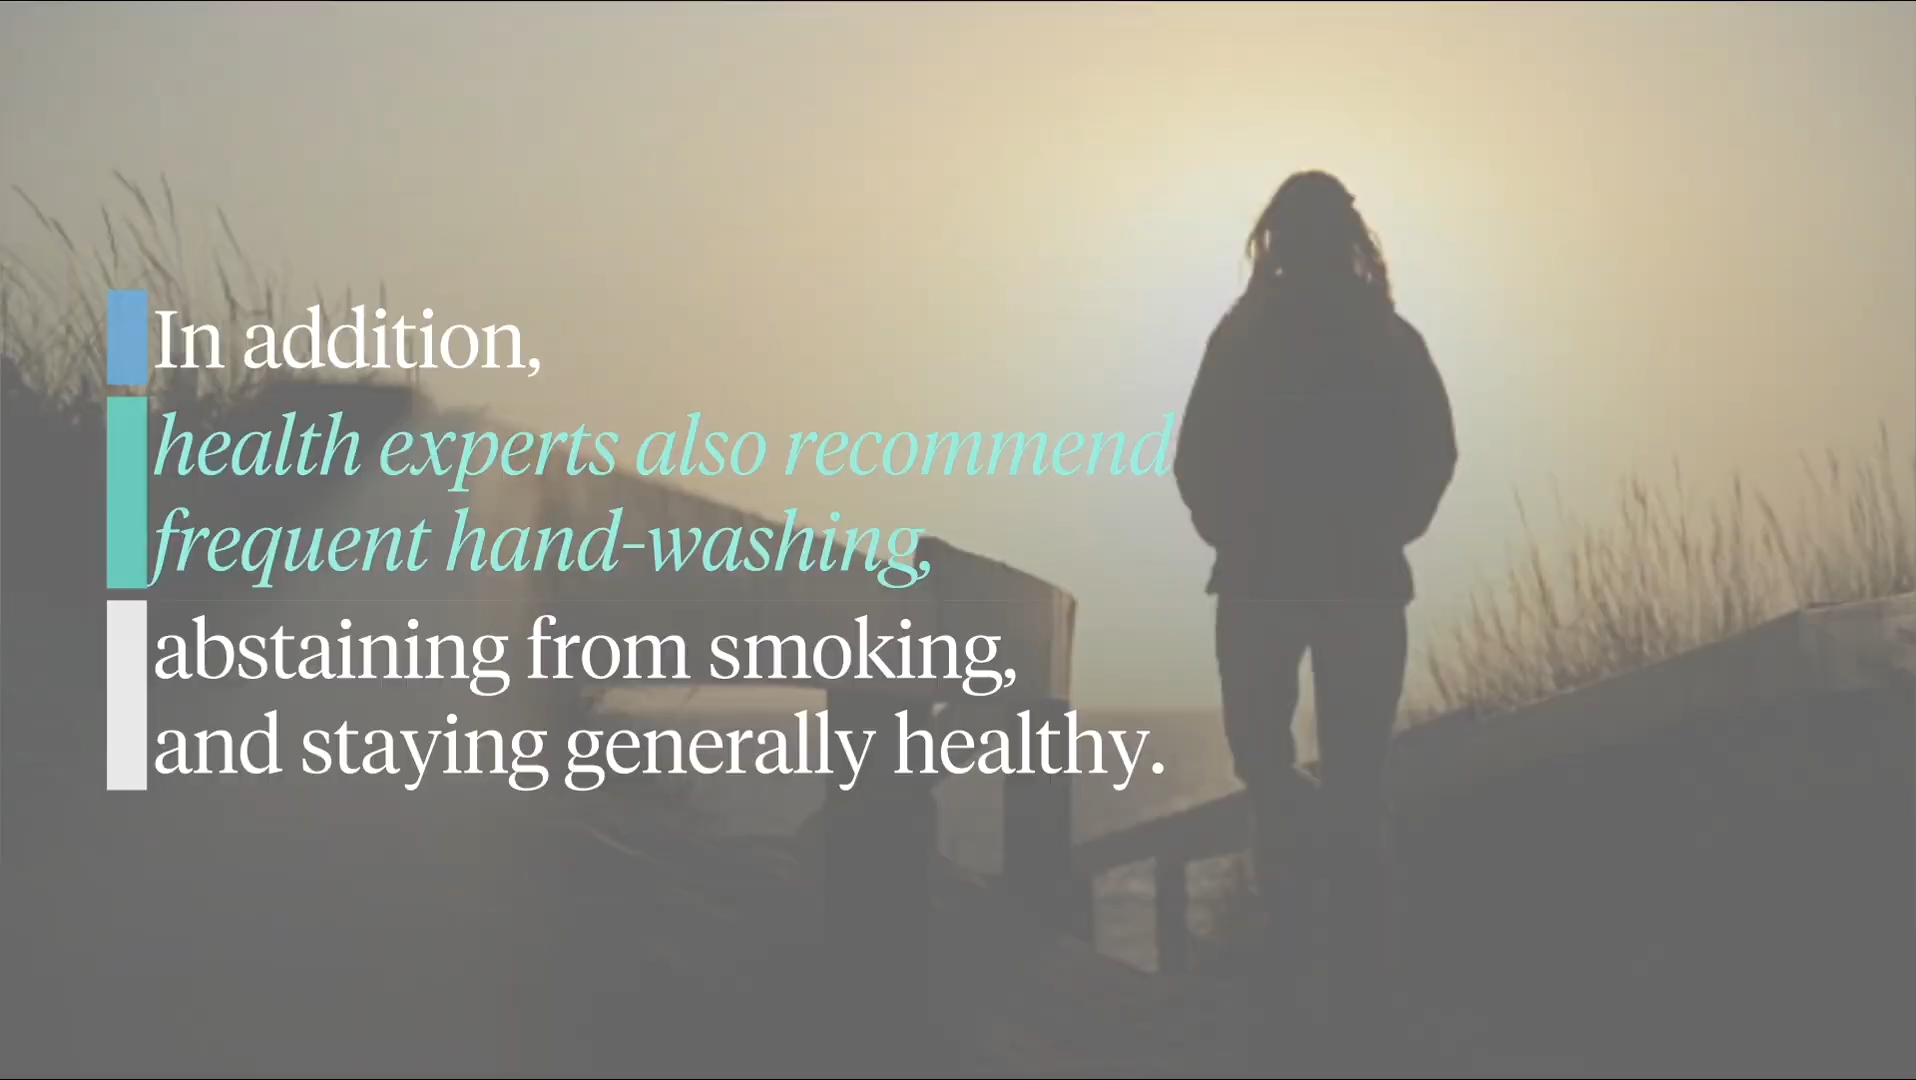 In addition,
health experts also recommend
frequent hand-washing,
abstaining from smoking,
and staying generally healthy.